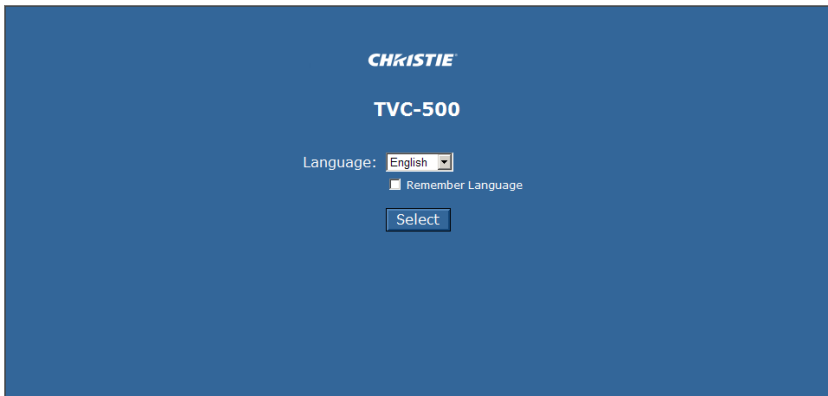 CHRISTIE
TVC-500
Language: English
Remember Language
Select